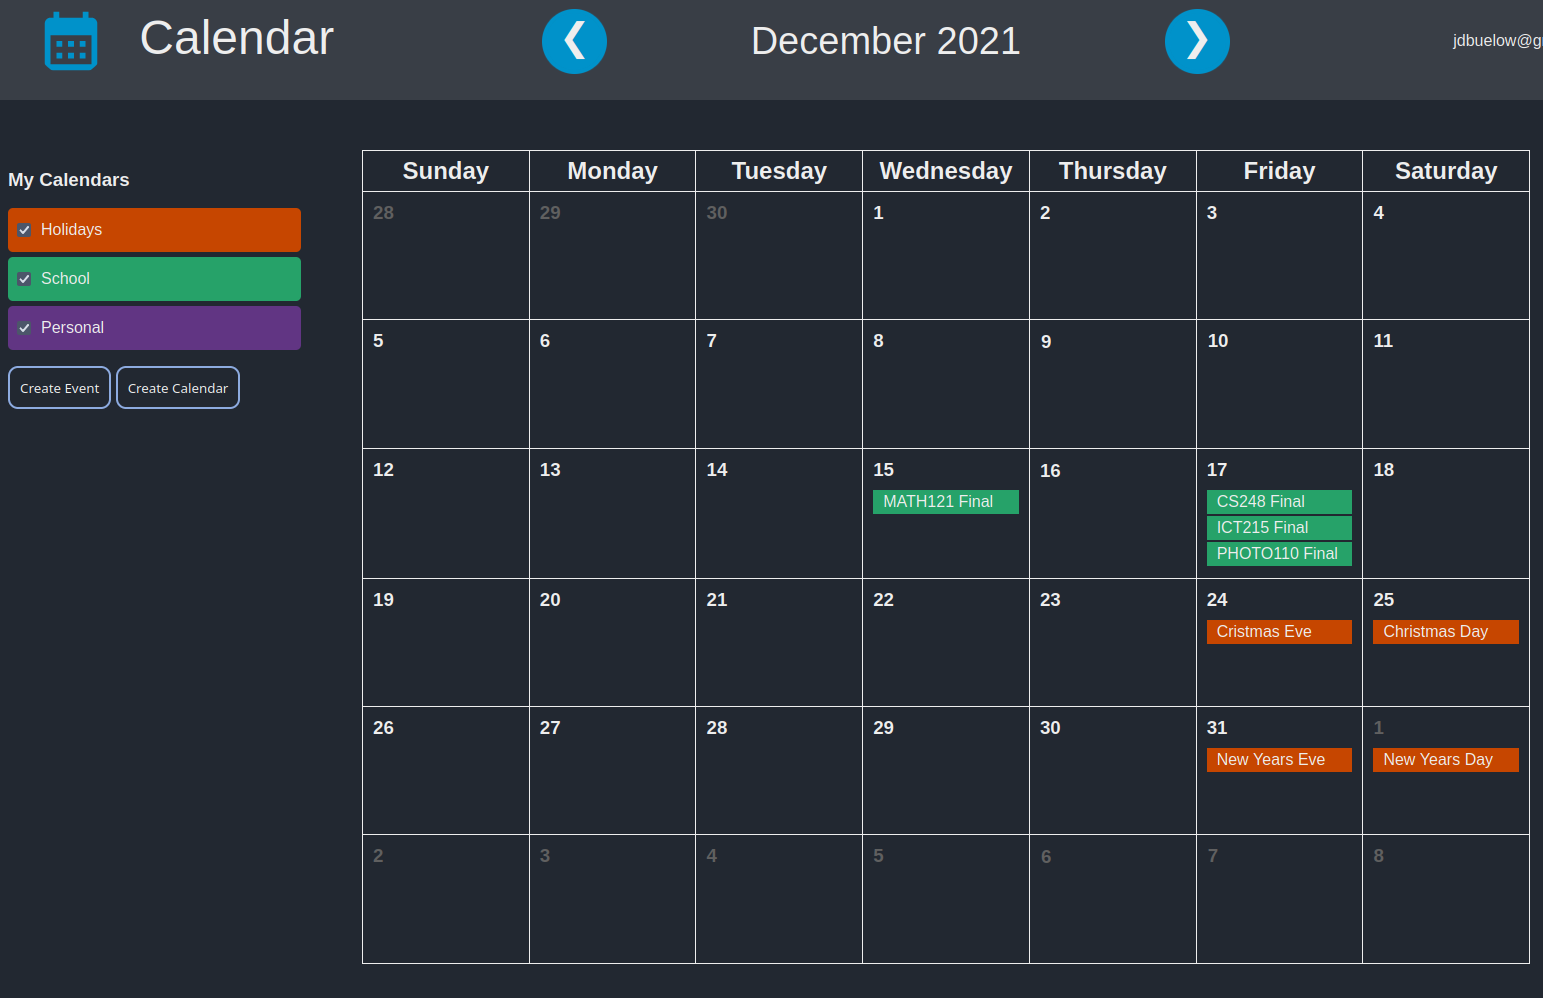 Calendar
❮
December 2021
❯
jdbuelow@g
My Calendars
Holidays
School
Personal
Create Event Create Calendar
Sunday Monday Tuesday Wednesday Thursday Friday Saturday
28 29 30 1 2 3 4
5 6 7 8 9 10 11
12 13 14 15 16 17 18
MATH121 Final CS248 Final
ICT215 Final
PHOTO110 Final
19 20 21 22 23 24 25
Cristmas Eve Christmas Day
26 27 28 29 30 31 1
New Years Eve New Years Day
2 3 4 5 6 7 8